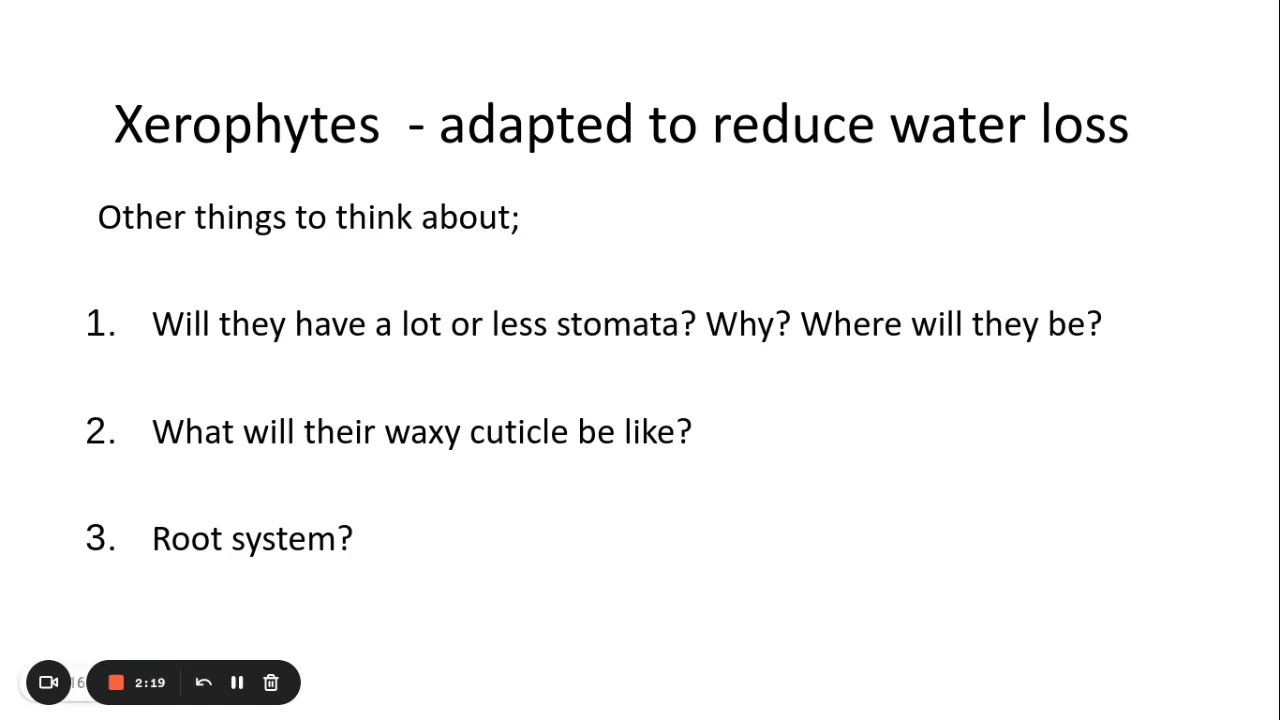 Xerophytes - adapted to reduce water loss
Other things to think about;
1. Will they have a lot or less stomata? Why? Where will they be?
2. What will their waxy cuticle be like?
3. Root system?
16
2:19